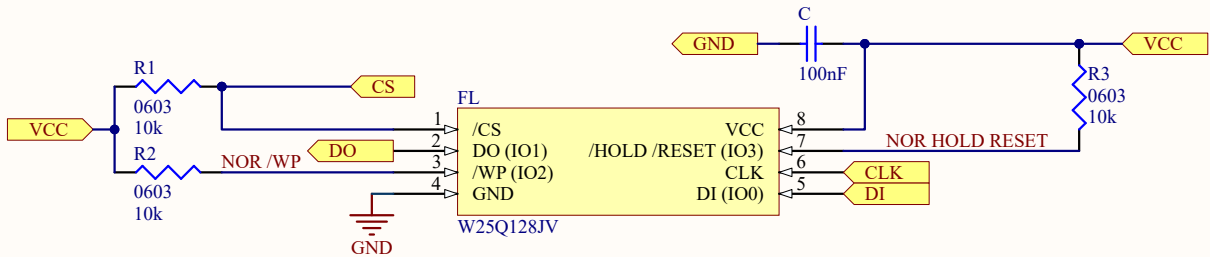 C
GND
VCC
100nF
R1
0603
10k
CS
R3
0603
10k
VCC
FL
1 /CS
VCC 8
DO
2 DO (IO1)
/HOLD /RESET (IO3) 7
NOR HOLD RESET
R2
0603
10k
NOR /WP
3 /WP (IO2)
CLK 6
CLK
4 GND
DI (IO0) 5
DI
W25Q128JV
GND